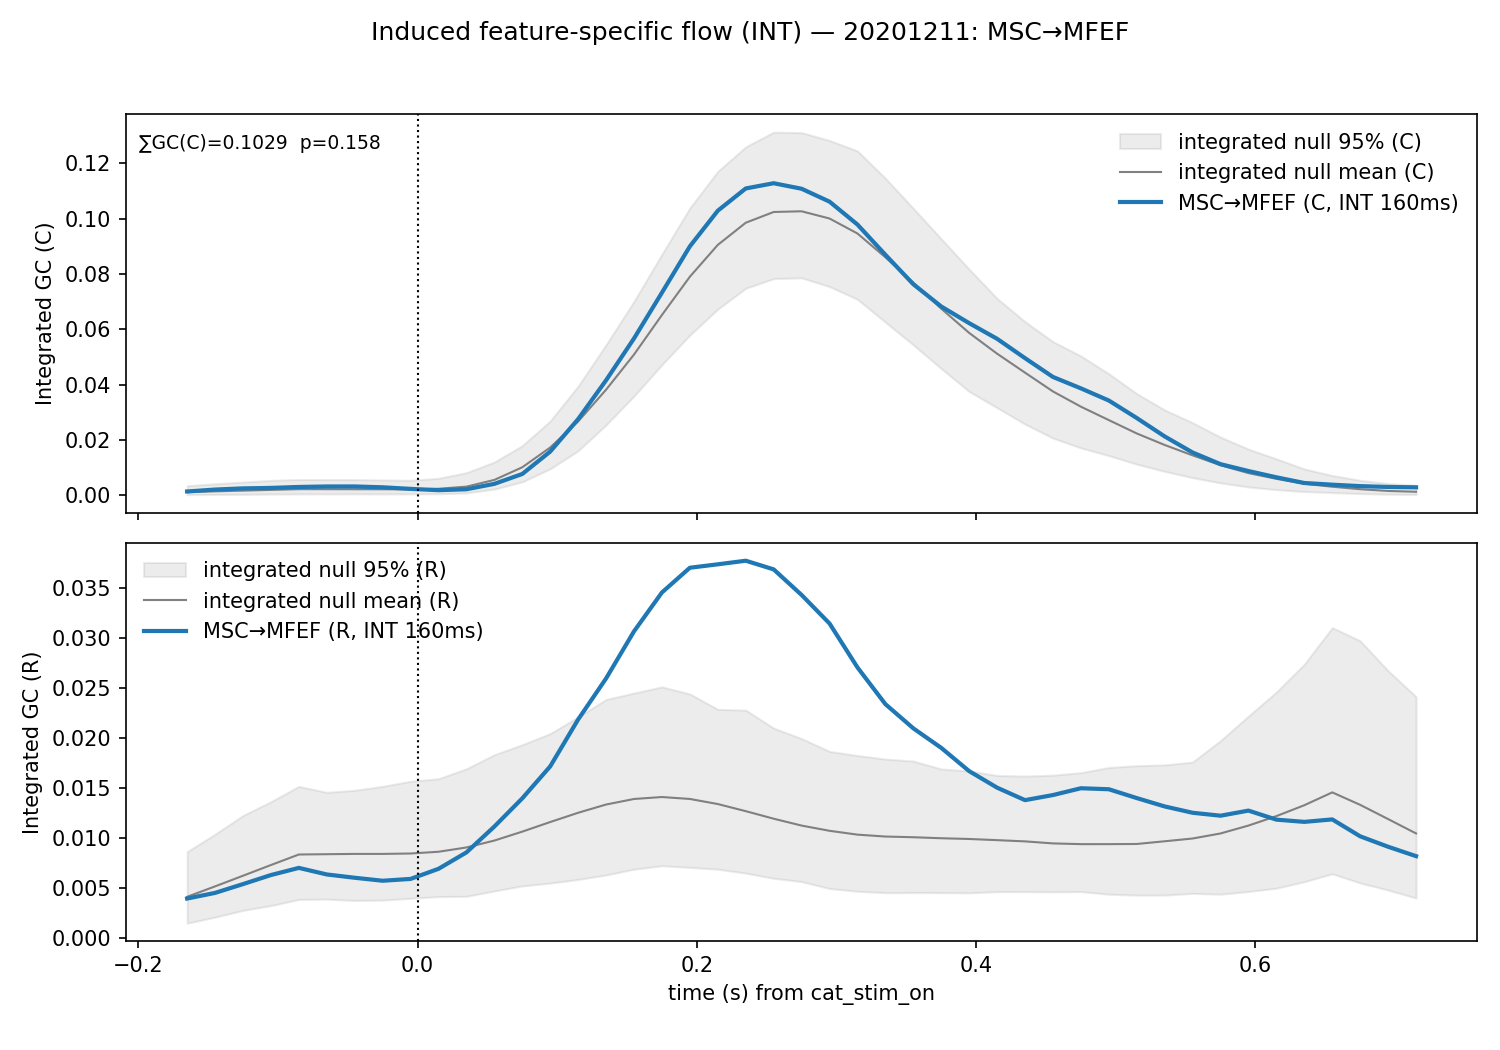 Induced feature-specific flow (INT) — 20201211: MSC→MFEF
∑GC(C)=0.1029  p=0.158
integrated null 95% (C)
integrated null mean (C)
MSC→MFEF (C, INT 160ms)
Integrated GC (C)
0.12
0.10
0.08
0.06
0.04
0.02
0.00
integrated null 95% (R)
integrated null mean (R)
MSC→MFEF (R, INT 160ms)
Integrated GC (R)
0.035
0.030
0.025
0.020
0.015
0.010
0.005
0.000
−0.2 0.0 0.2 0.4 0.6
time (s) from cat_stim_on